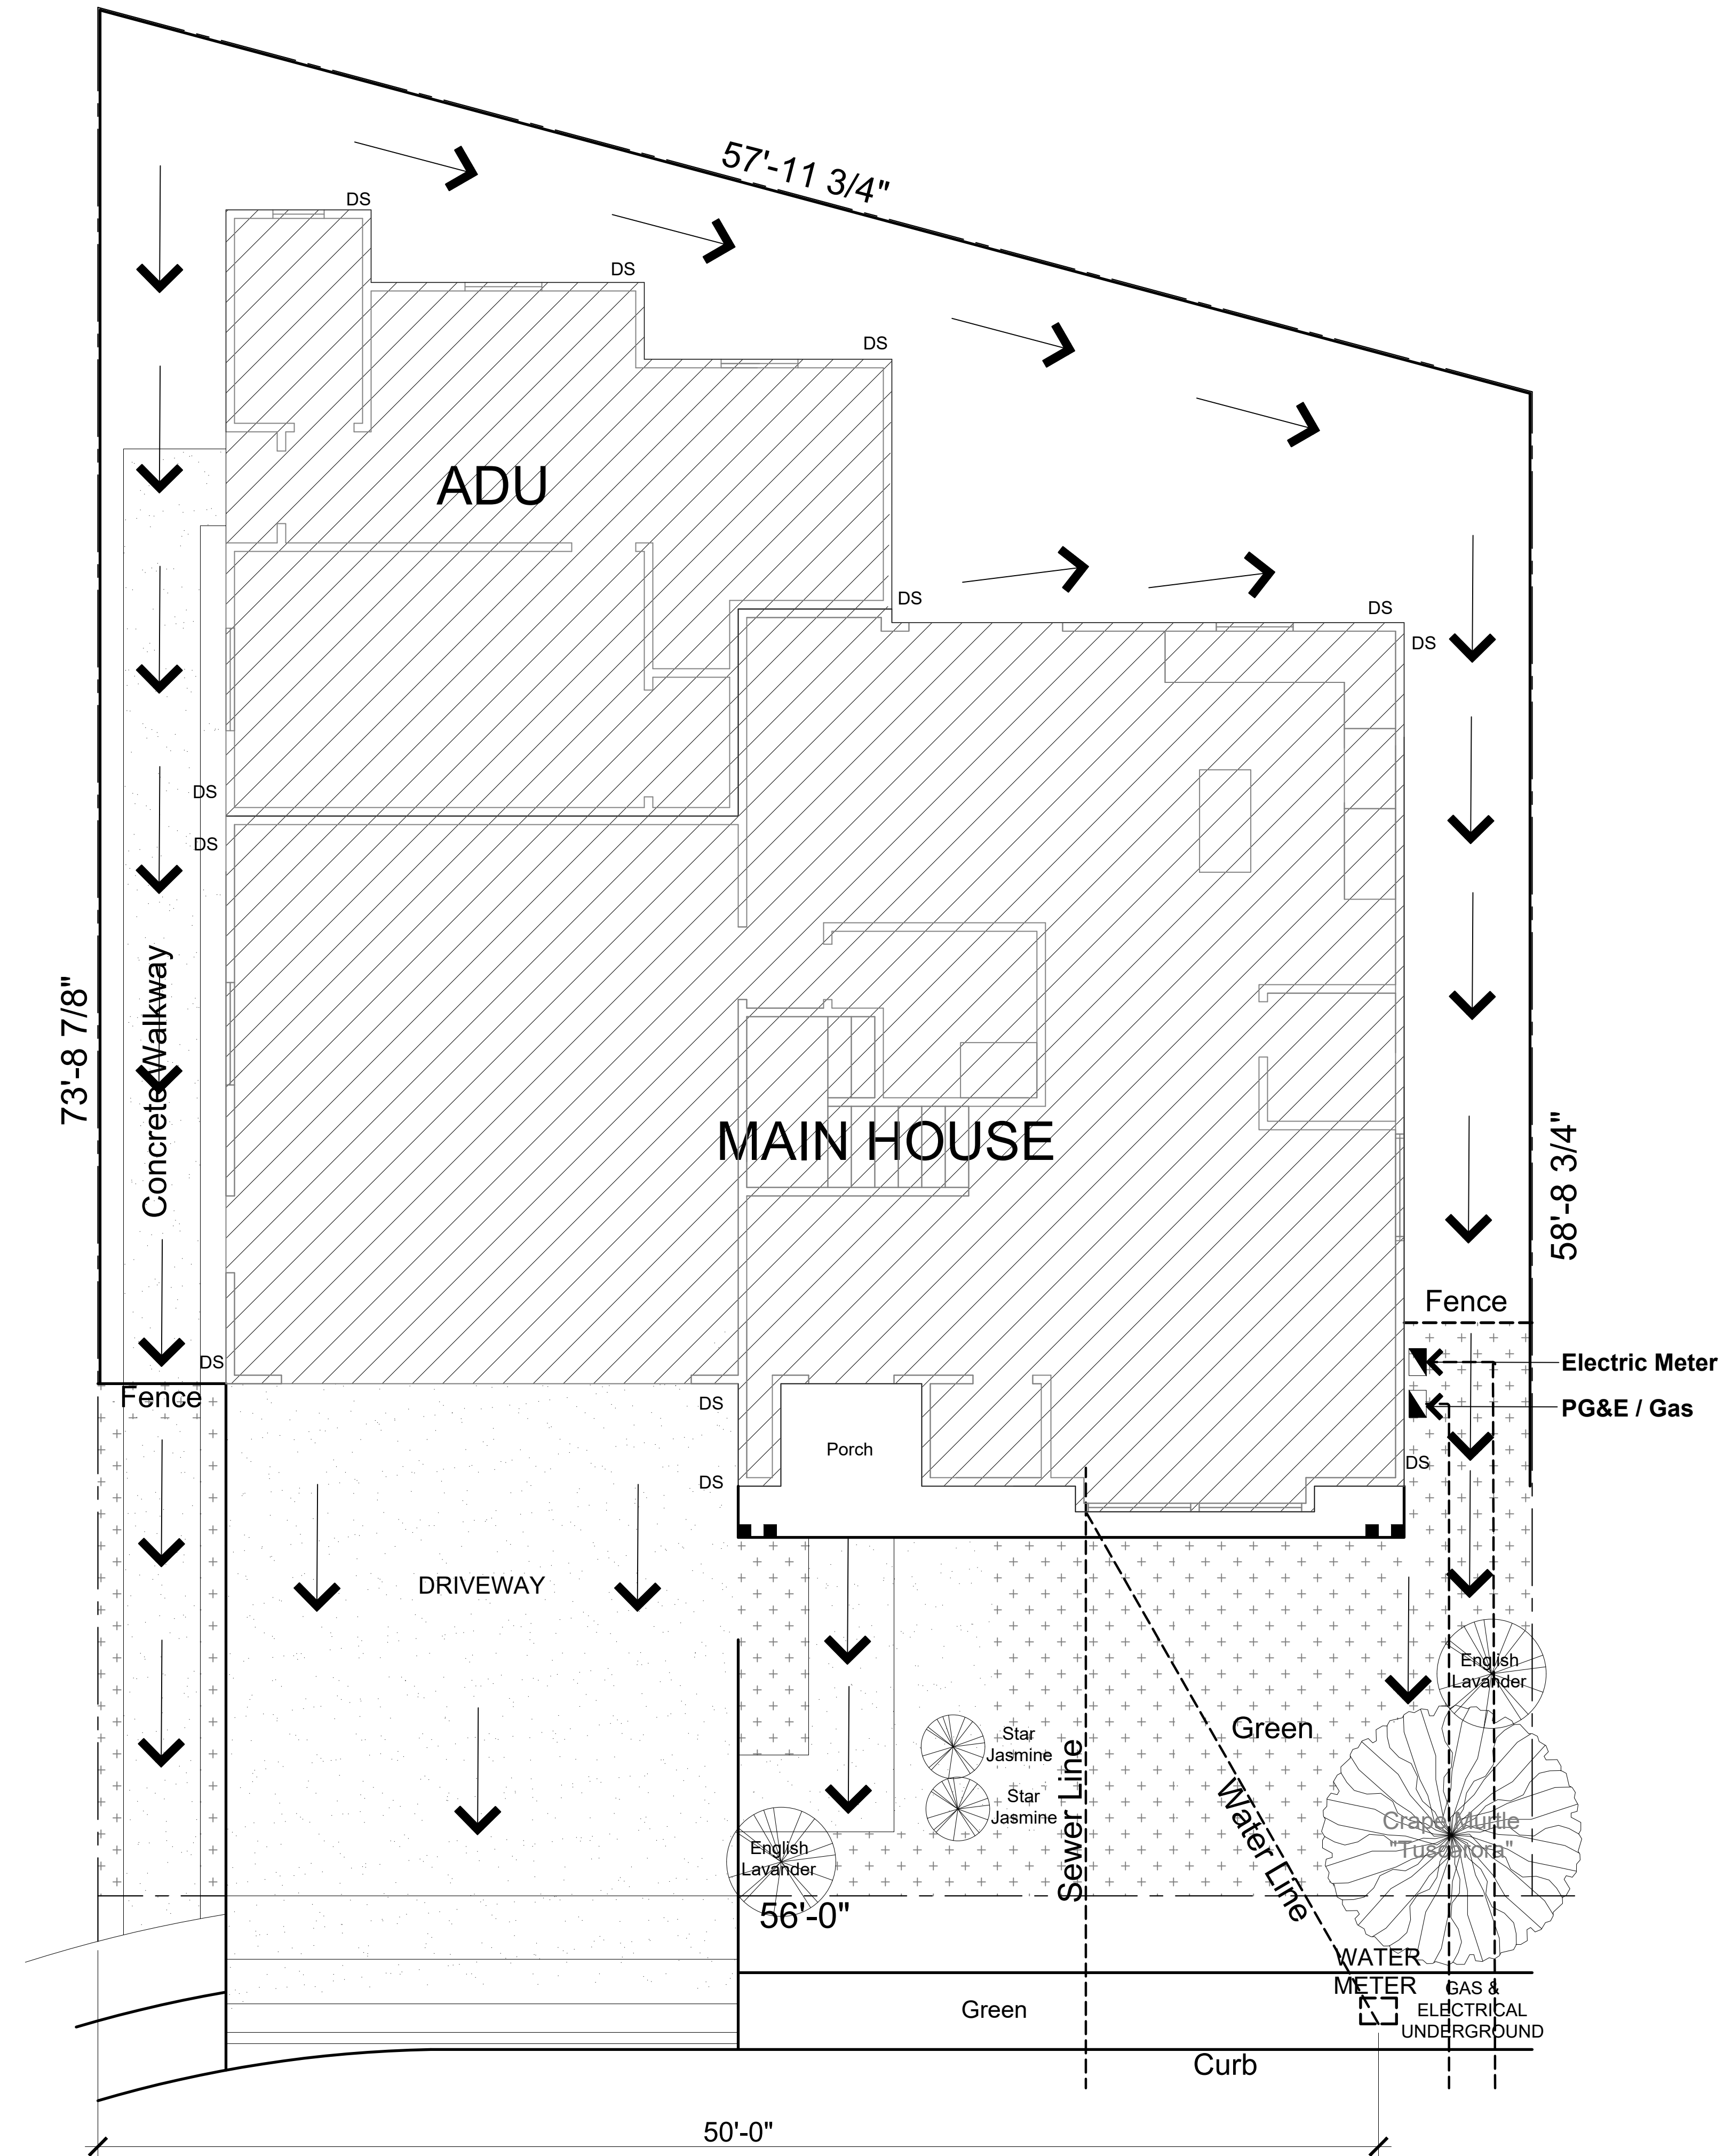 57'-11 3/4"
DS
DS
DS
ADU
DS
DS
DS
DS
DS
73'-8 7/8"
Concrete Walkway
MAIN HOUSE
58'-8 3/4"
Fence
Electric Meter
PG&E / Gas
DS
Fence
DS
Porch
DS
DS
DRIVEWAY
English
Lavander
Green
Star
Jasmine
Star
Jasmine
Sewer Line
Water Line
Crape Murtle
"Tuscarora"
English
Lavander
56'-0"
WATER
METER
GAS &
ELECTRICAL
UNDERGROUND
Green
Curb
50'-0"